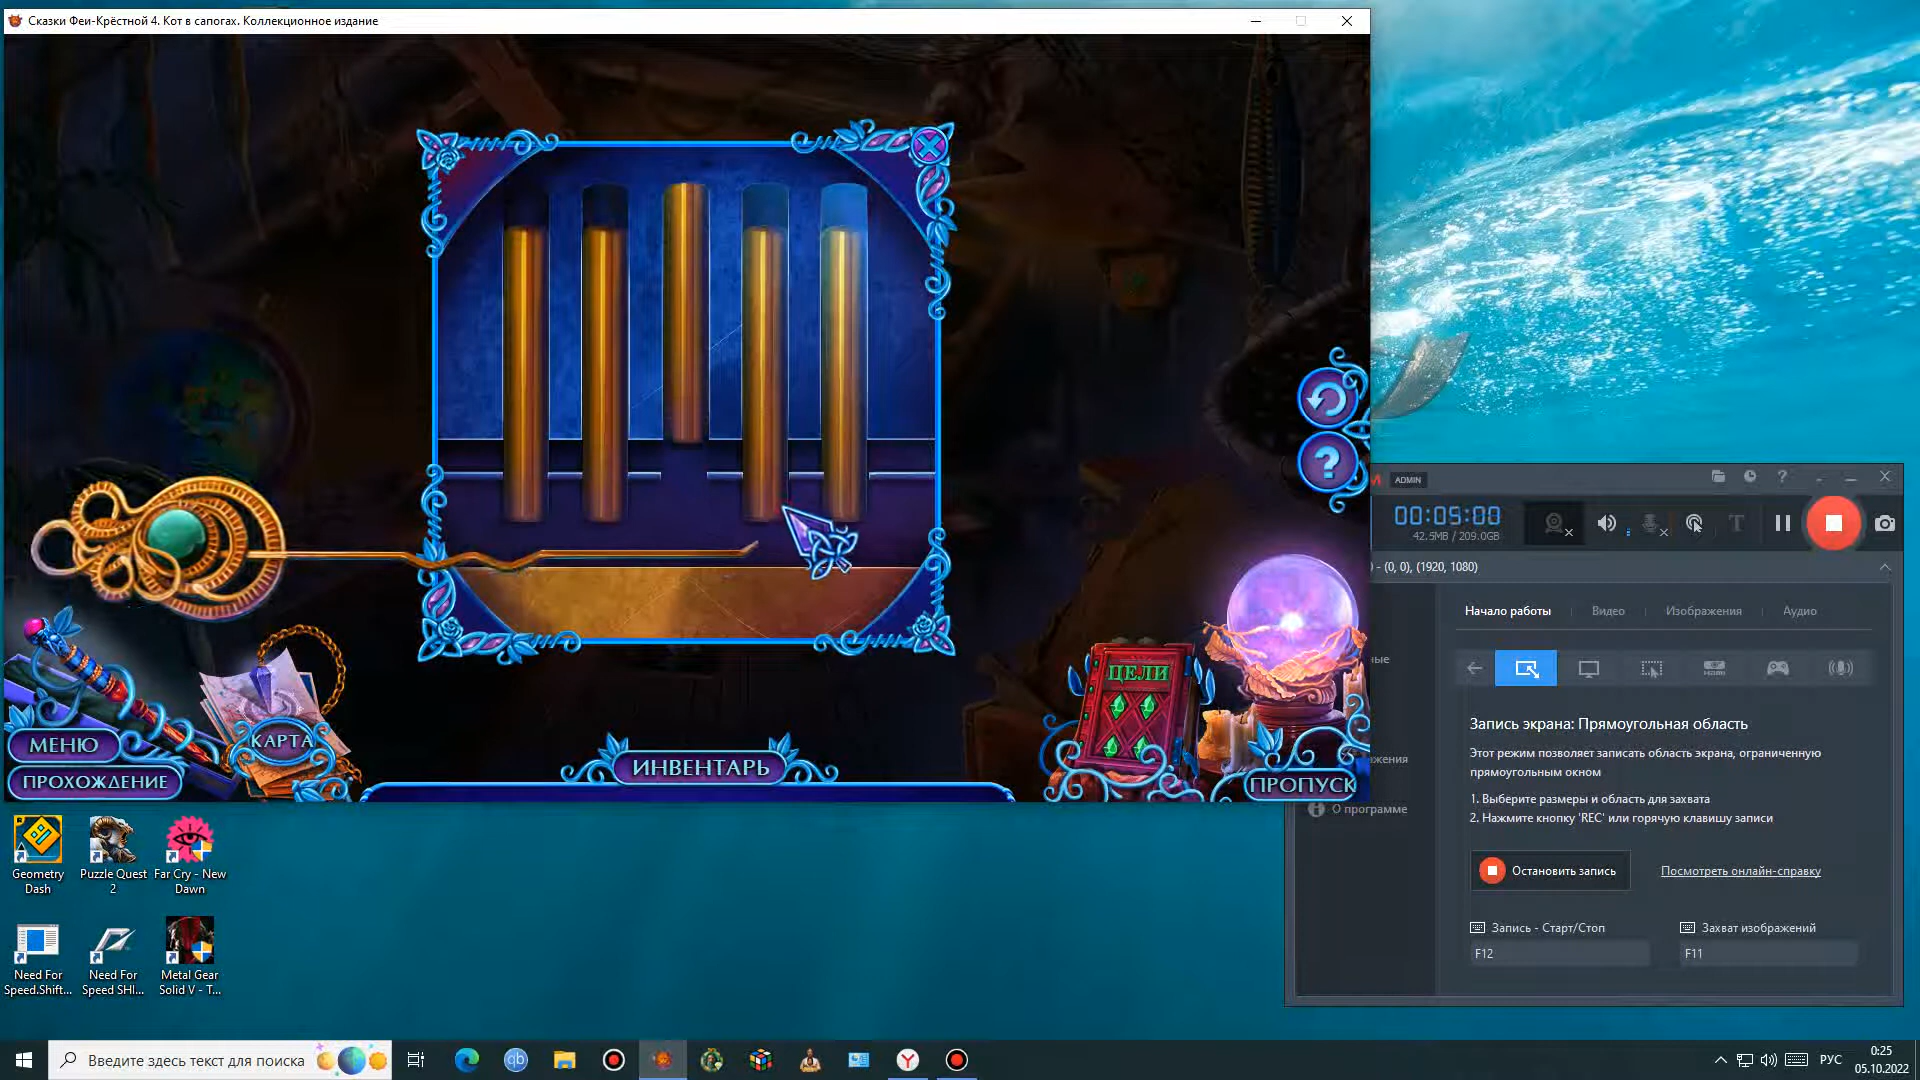 Сказки Феи-Крёстной 4. Кот в сапогах. Коллекционное издание
МЕНЮ
ПРОХОЖДЕНИЕ
КАРТА
ИНВЕНТАРЬ
ЦЕЛИ
ПРОПУСК
?
ADMIN
00:05:00
42.5MB / 209.0GB
- (0, 0), (1920, 1080)
Начало работы
Видео
Изображения
Аудио
О программе
Запись экрана: Прямоугольная область
Этот режим позволяет записать область экрана, ограниченную
прямоугольным окном
1. Выберите размеры и область для захвата
2. Нажмите кнопку 'REC' или горячую клавишу записи
Остановить запись
Посмотреть онлайн-справку
Запись - Старт/Стоп
F12
Захват изображений
F11
Geometry
Dash
Puzzle Quest
2
Far Cry - New
Dawn
Need For
Speed.Shift...
Need For
Speed SHI...
Metal Gear
Solid V - T...
Введите здесь текст для поиска
qb
РУС
0:25
05.10.2022